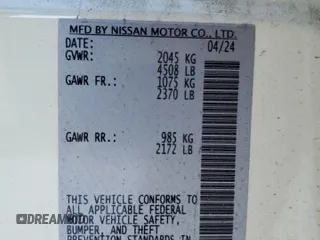 MFD BY NISSAN MOTOR CO., LTD.
DATE: 04/24
GVWR: 2045 KG
4508 LB
GAWR FR.: 1075 KG
2370 LB
GAWR RR.: 985 KG
2172 LB
THIS VEHICLE CONFORMS TO
ALL APPLICABLE FEDERAL
MOTOR VEHICLE SAFETY,
BUMPER, AND THEFT
PREVENTION STANDARDS IN
DREAM